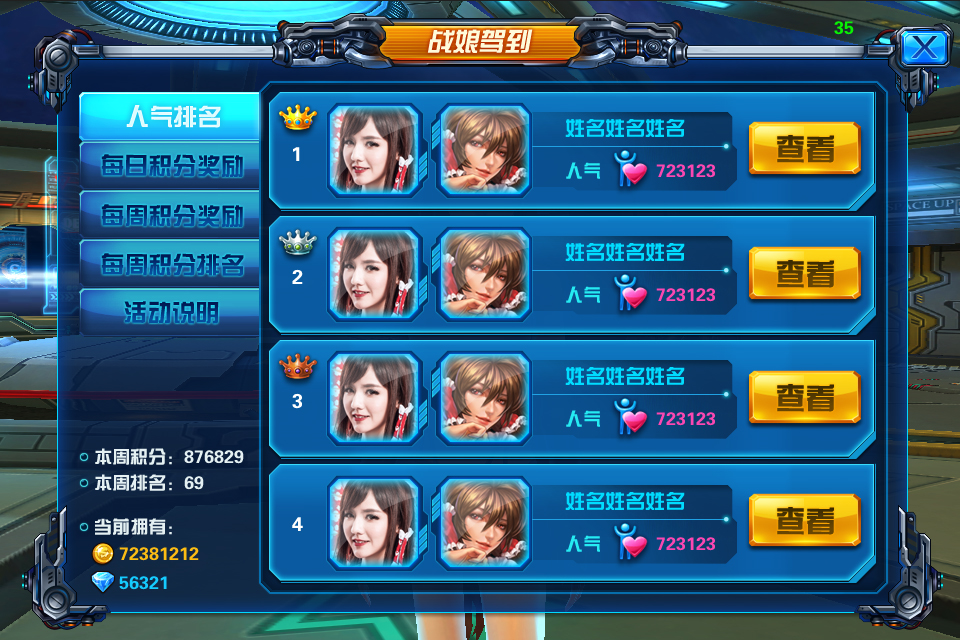 战娘驾到
35
人气排名
每日积分奖励
每周积分奖励
每周积分排名
活动说明
本周积分：876829
本周排名：69
当前拥有：
72381212
56321
1
姓名姓名姓名
人气 723123
查看
2
姓名姓名姓名
人气 723123
查看
3
姓名姓名姓名
人气 723123
查看
4
姓名姓名姓名
人气 723123
查看
ACE UP